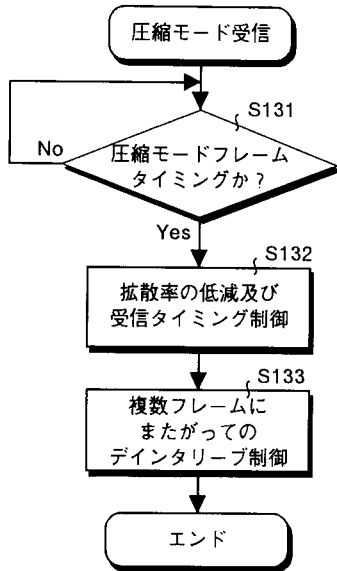 圧縮モード受信
S131
圧縮モードフレーム
タイミングか?
No
Yes
S132
拡散率の低減及び
受信タイミング制御
S133
複数フレームに
またがっての
デインタリーブ制御
エンド